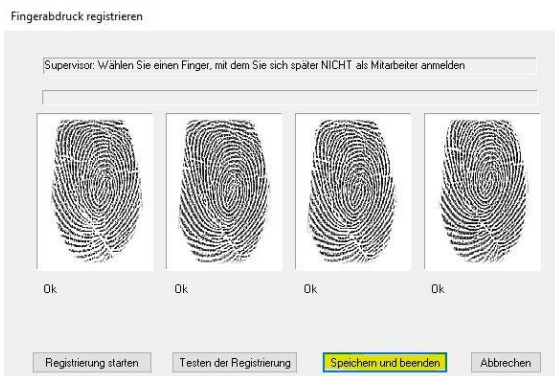 Fingerabdruck registrieren
Supervisor: Wählen Sie einen Finger, mit dem Sie sich später NICHT als Mitarbeiter anmelden
Ok Ok Ok Ok
Registrierung starten Testen der Registrierung Speichern und beenden Abbrechen